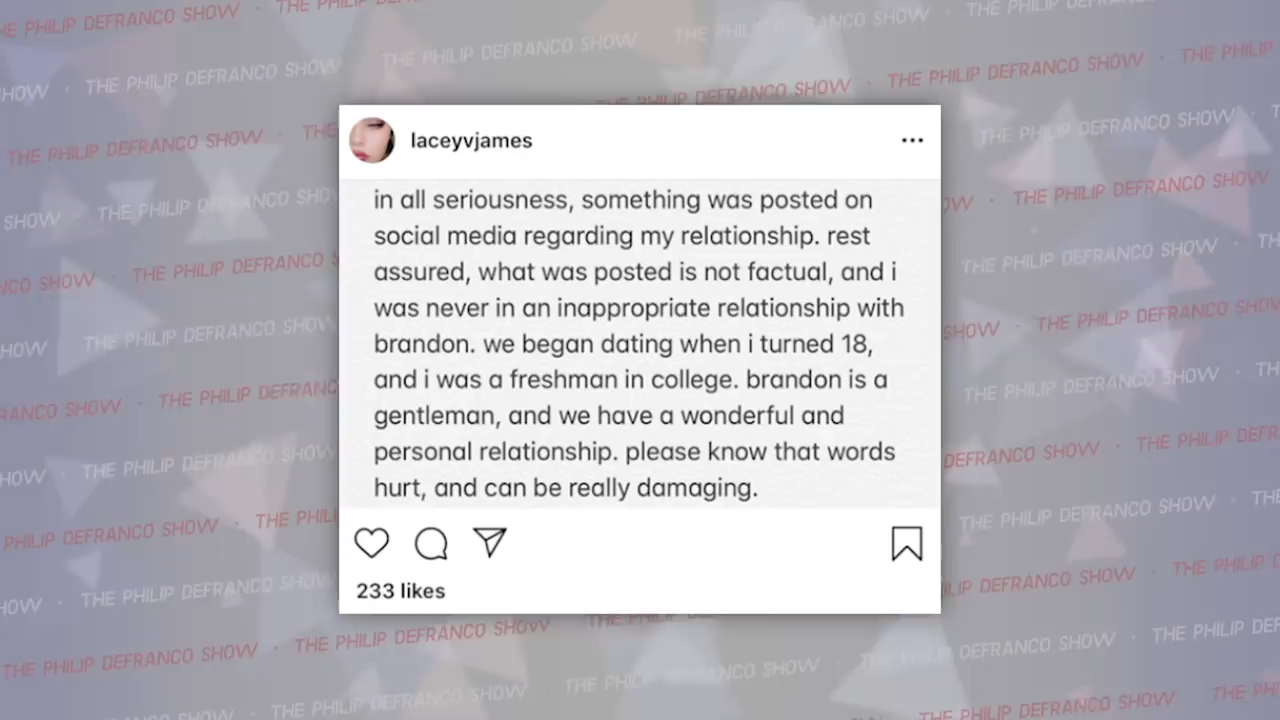 THE PHILIP DEFRANCO SHOW
laceyvjames
in all seriousness, something was posted on
social media regarding my relationship. rest
assured, what was posted is not factual, and i
was never in an inappropriate relationship with
brandon. we began dating when i turned 18,
and i was a freshman in college. brandon is a
gentleman, and we have a wonderful and
personal relationship. please know that words
hurt, and can be really damaging.
233 likes